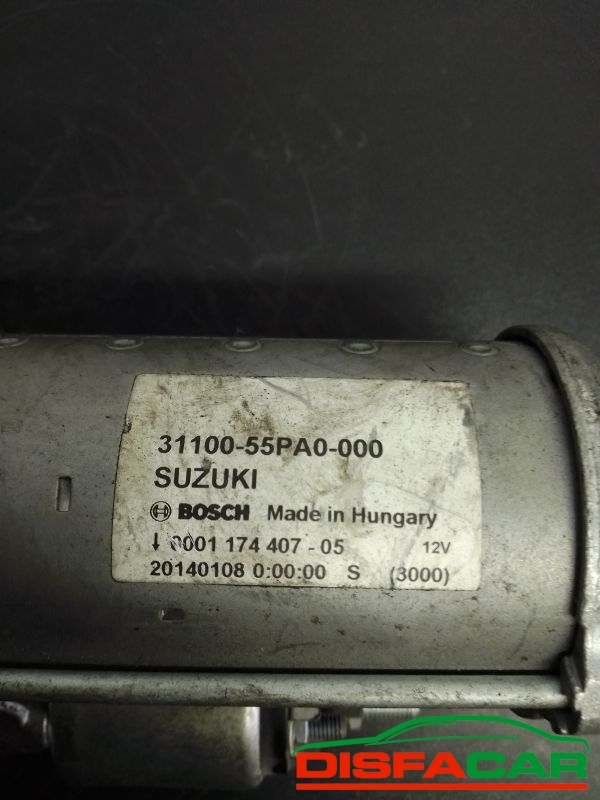 31100-55PA0-000
SUZUKI
BOSCH Made in Hungary
↓ 0001 174 407 - 05 12V
20140108 0:00:00 S (3000)
DISFACAR